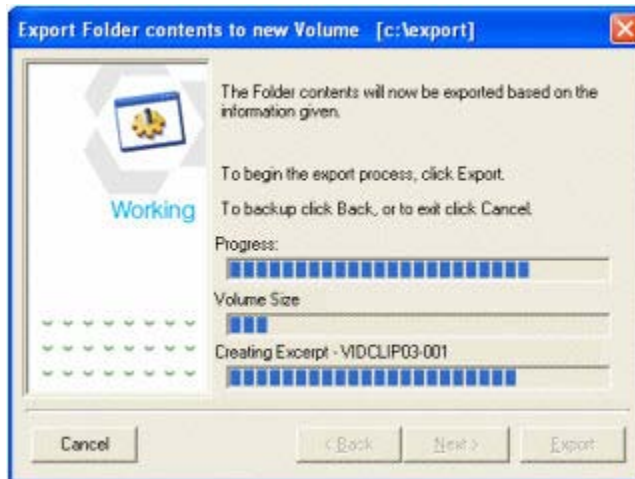 Export Folder contents to new Volume [c:\export]
The Folder contents will now be exported based on the
information given.
To begin the export process, click Export.
Working
To backup click Back, or to exit click Cancel.
Progress:
Volume Size
Creating Excerpt - VIDCLIP03-001
Cancel
< Back
Next >
Export